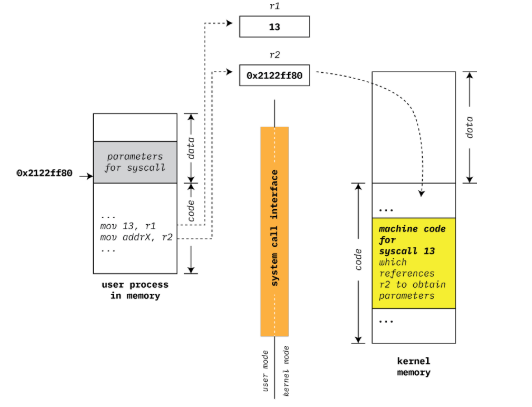 r1
13
r2
0x2122ff80
parameters
for syscall
data
0x2122ff80
code
...
mov 13, r1
mov addrX, r2
...
user process
in memory
system call interface
user mode
kernel mode
data
code
...
machine code
for
syscall 13
which
references
r2 to obtain
parameters
...
kernel
memory